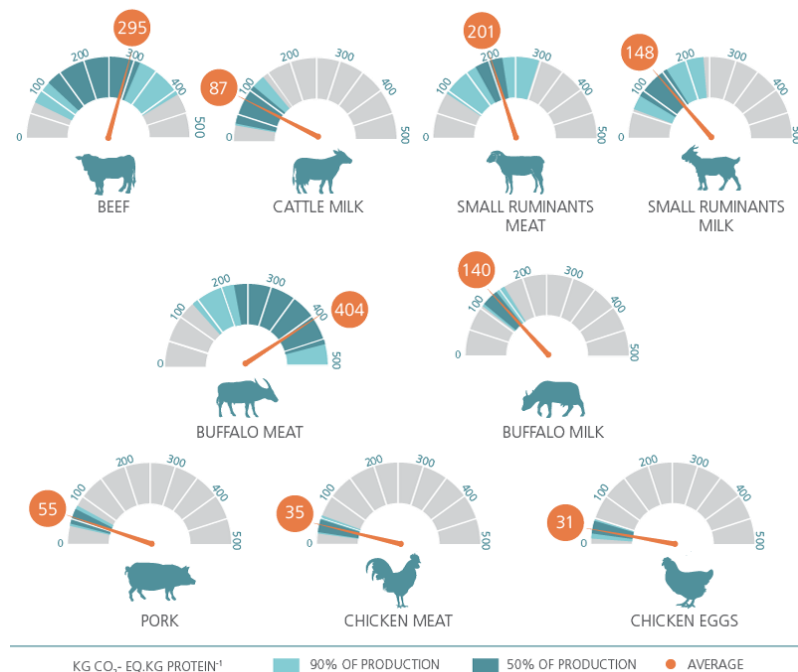 295
0 100 200 300 400 500
BEEF
87
0 100 200 300 400 500
CATTLE MILK
201
0 100 200 300 400 500
SMALL RUMINANTS
MEAT
148
0 100 200 300 400 500
SMALL RUMINANTS
MILK
404
0 100 200 300 400 500
BUFFALO MEAT
140
0 100 200 300 400 500
BUFFALO MILK
55
0 100 200 300 400 500
PORK
35
0 100 200 300 400 500
CHICKEN MEAT
31
0 100 200 300 400 500
CHICKEN EGGS
KG CO₂- EQ.KG PROTEIN⁻¹ 90% OF PRODUCTION 50% OF PRODUCTION AVERAGE